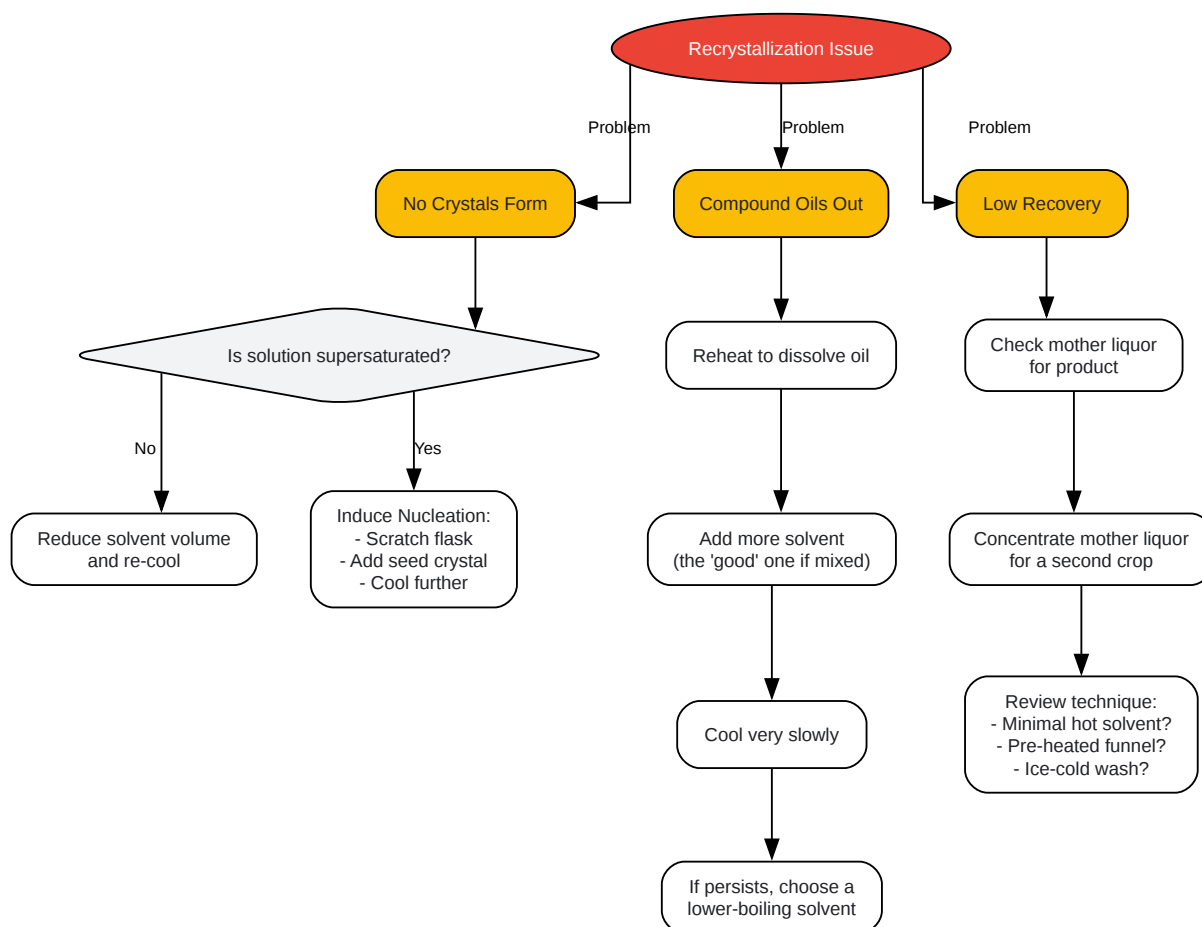 Recrystallization Issue
Problem
Problem
Problem
No Crystals Form
Compound Oils Out
Low Recovery
Is solution supersaturated?
Reheat to dissolve oil
Check mother liquor
for product
No
Yes
Reduce solvent volume
and re-cool
Induce Nucleation:
- Scratch flask
- Add seed crystal
- Cool further
Add more solvent
(the 'good' one if mixed)
Concentrate mother liquor
for a second crop
Cool very slowly
Review technique:
- Minimal hot solvent?
- Pre-heated funnel?
- Ice-cold wash?
If persists, choose a
lower-boiling solvent